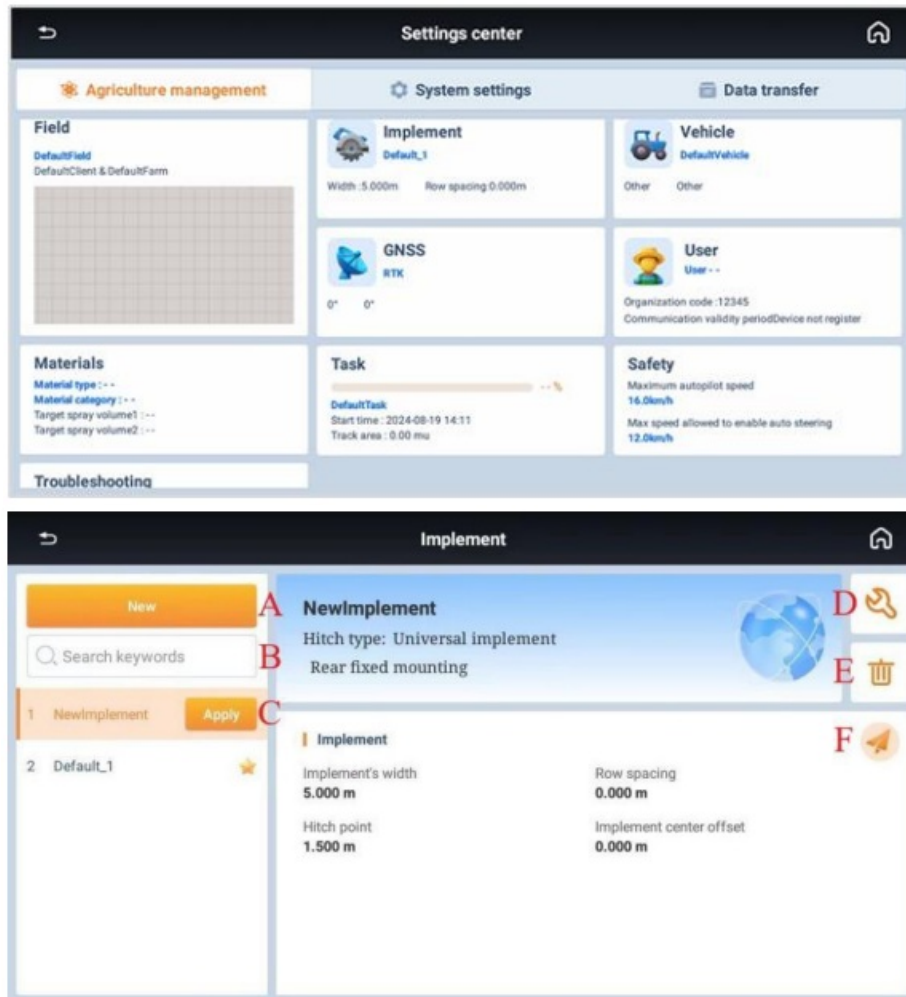 Settings center
Agriculture management
System settings
Data transfer
Field
DefaultField
DefaultClient & DefaultFarm
Implement
Default_1
Width :5.000m Row spacing:0.000m
Vehicle
DefaultVehicle
Other Other
GNSS
RTK
0° 0°
User
User - -
Organization code :12345
Communication validity periodDevice not register
Materials
Material type : - -
Material category : - -
Target spray volume1 : --
Target spray volume2 : --
Task
- -
DefaultTask
Start time : 2024-08-19 14:11
Track area : 0.00 mu
Safety
Maximum autopilot speed
16.0km/h
Max speed allowed to enable auto steering
12.0km/h
Troubleshooting
Implement
New A
Search keywords B
1 NewImplement Apply C
2 Default_1
NewImplement
Hitch type: Universal implement
Rear fixed mounting
D
E
F
Implement
Implement's width
5.000 m
Row spacing
0.000 m
Hitch point
1.500 m
Implement center offset
0.000 m